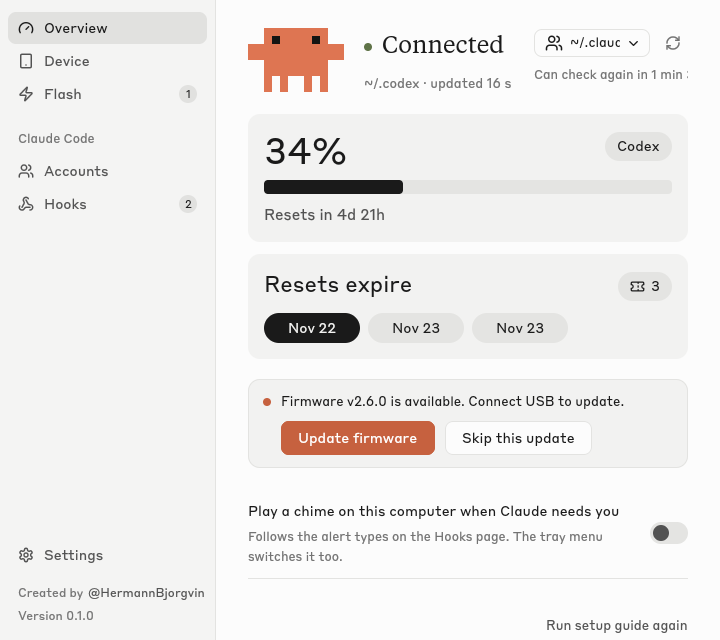 Overview
Device
Flash 1
Claude Code
Accounts
Hooks 2
Settings
Created by @HermannBjorgvin
Version 0.1.0
Connected
~/.codex · updated 16 s
~/.clauc
Can check again in 1 min
34%
Codex
Resets in 4d 21h
Resets expire
3
Nov 22
Nov 23
Nov 23
Firmware v2.6.0 is available. Connect USB to update.
Update firmware
Skip this update
Play a chime on this computer when Claude needs you
Follows the alert types on the Hooks page. The tray menu
switches it too.
Run setup guide again